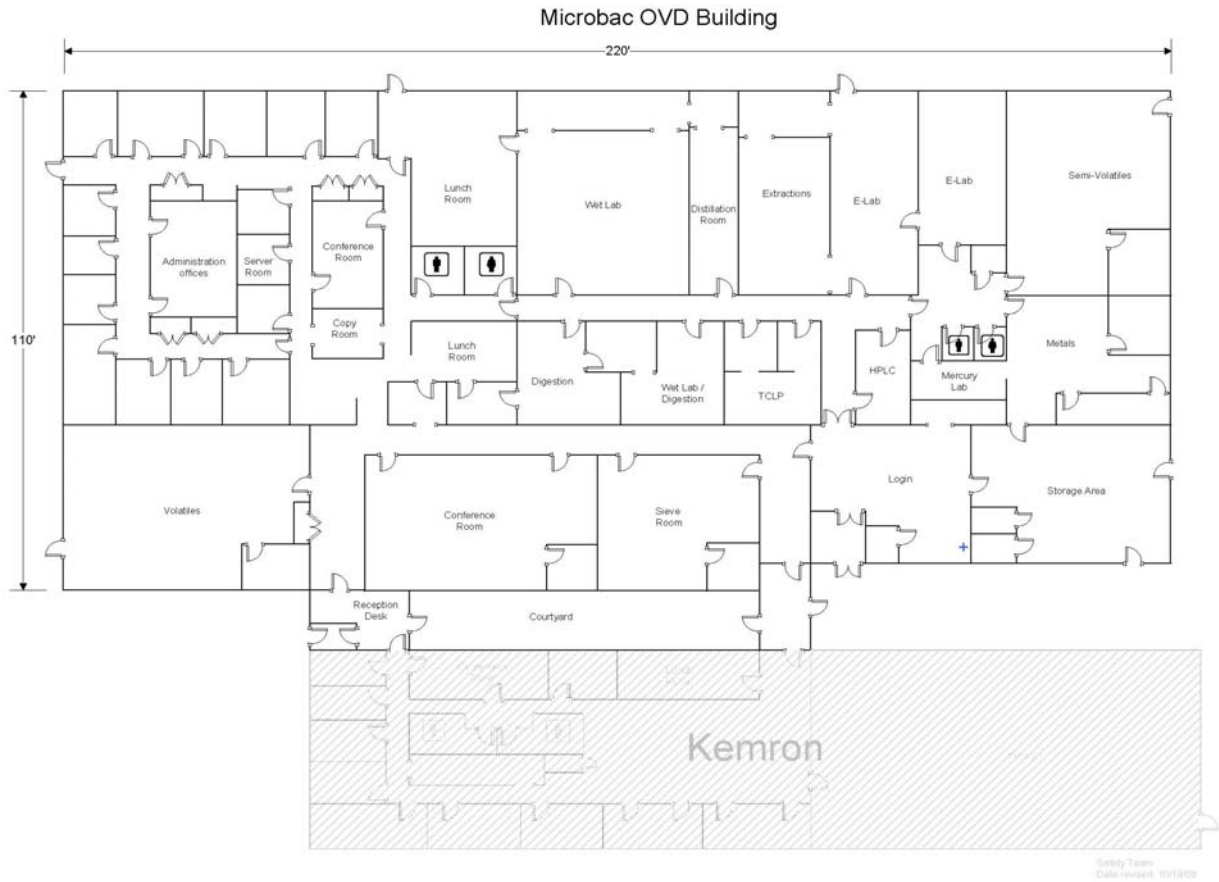 Microbac OVD Building
220'
110'
Lunch
Room
Wet Lab
Distillation
Room
Extractions
E-Lab
E-Lab
Semi-Volatiles
Administration
offices
Server
Room
Conference
Room
Copy
Room
Lunch
Room
Digestion
Wet Lab /
Digestion
TCLP
HPLC
Mercury
Lab
Metals
Volatiles
Conference
Room
Sieve
Room
Login
Storage Area
Reception
Desk
Courtyard
Kemron
Safety Team